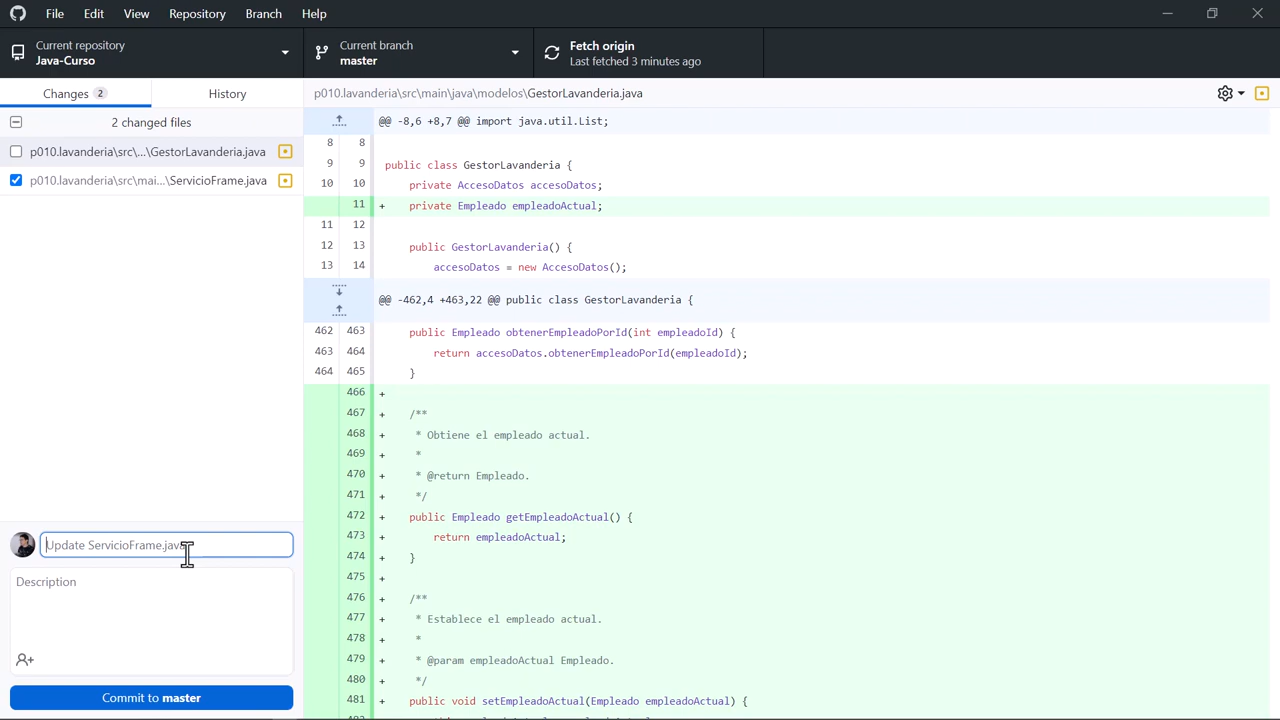 File Edit View Repository Branch Help
Current repository
Java-Curso
Current branch
master
Fetch origin
Last fetched 3 minutes ago
Changes 2 History
p010.lavanderia\src\main\java\modelos\GestorLavanderia.java
2 changed files
p010.lavanderia\src\...\GestorLavanderia.java
p010.lavanderia\src\mai...\ServicioFrame.java
@@ -8,6 +8,7 @@ import java.util.List;
8 8
9 9 public class GestorLavanderia {
10 10 private AccesoDatos accesoDatos;
11 + private Empleado empleadoActual;
11 12
12 13 public GestorLavanderia() {
13 14 accesoDatos = new AccesoDatos();
@@ -462,4 +463,22 @@ public class GestorLavanderia {
462 463 public Empleado obtenerEmpleadoPorId(int empleadoId) {
463 464 return accesoDatos.obtenerEmpleadoPorId(empleadoId);
464 465 }
466 +
467 + /**
468 + * Obtiene el empleado actual.
469 + *
470 + * @return Empleado.
471 + */
472 + public Empleado getEmpleadoActual() {
473 + return empleadoActual;
474 + }
475 +
476 + /**
477 + * Establece el empleado actual.
478 + *
479 + * @param empleadoActual Empleado.
480 + */
481 + public void setEmpleadoActual(Empleado empleadoActual) {
Update ServicioFrame.java
Description
Commit to master